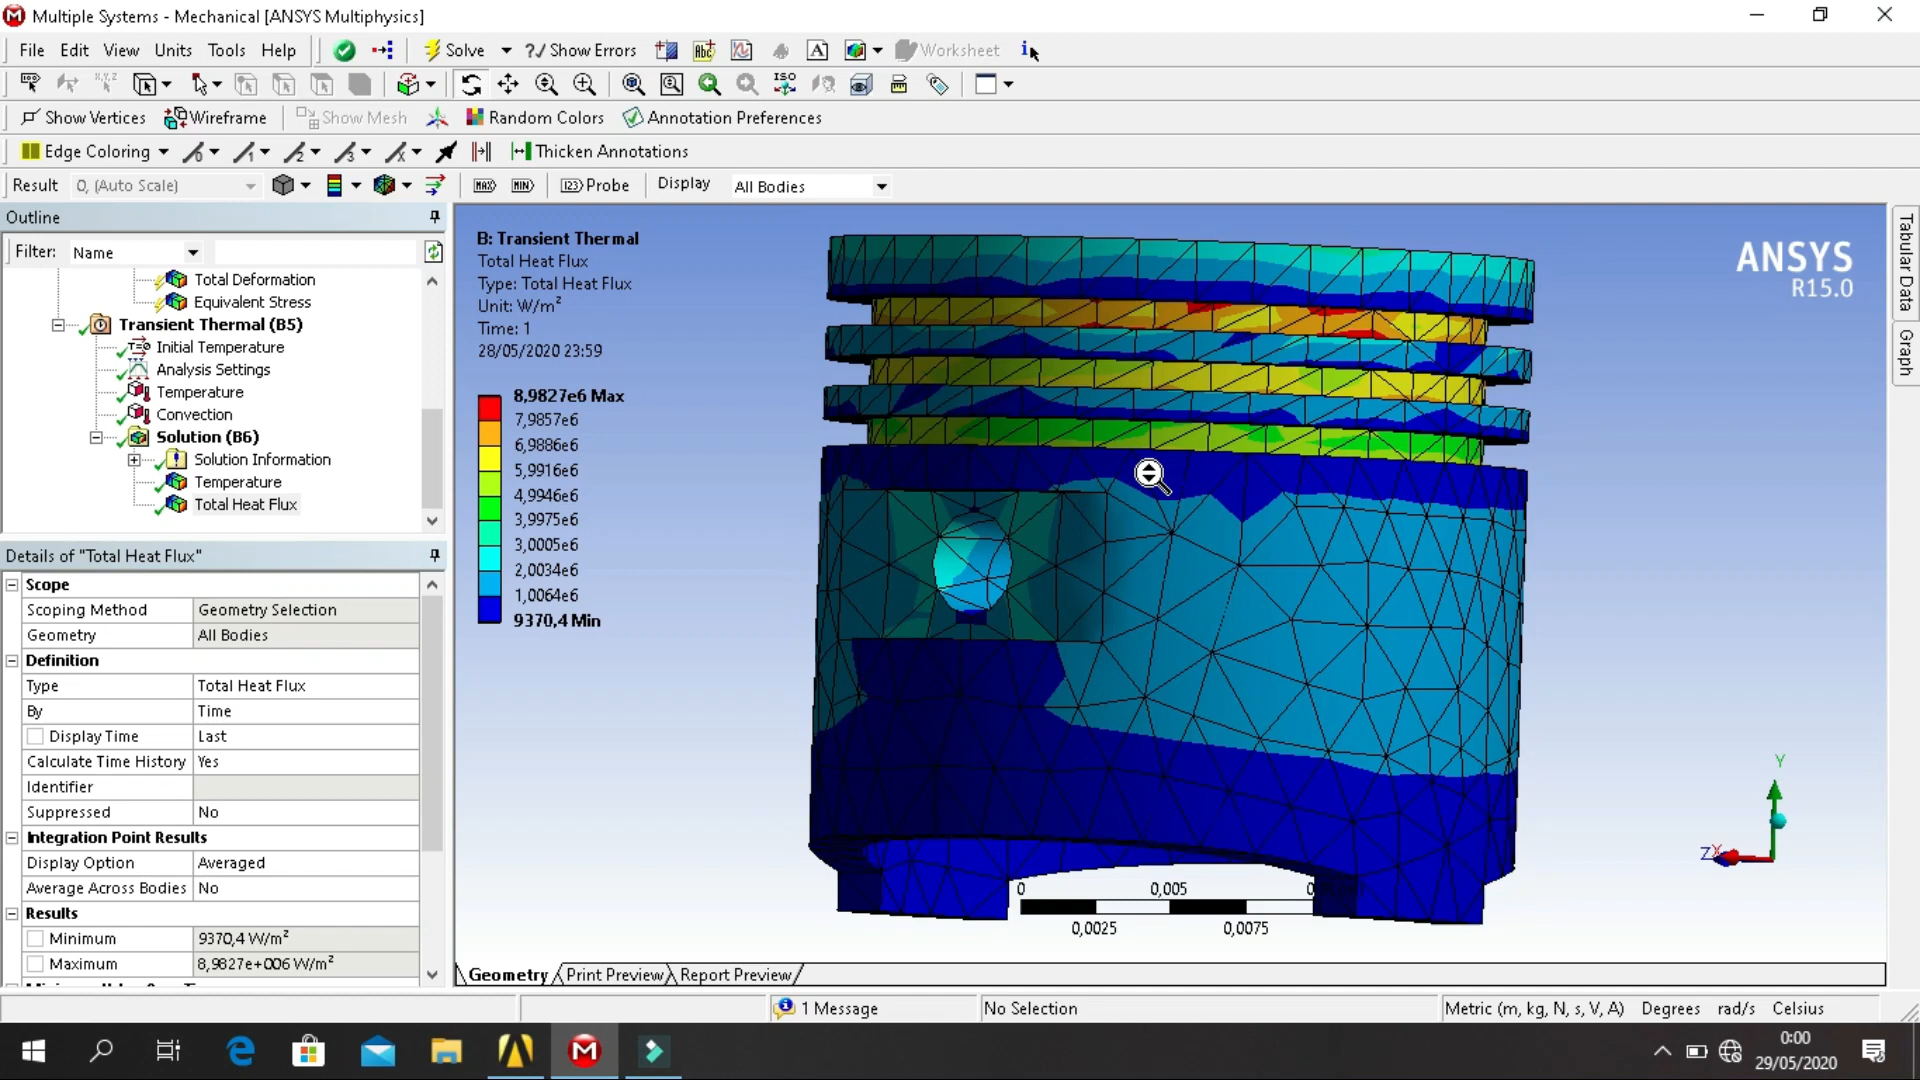 Multiple Systems - Mechanical [ANSYS Multiphysics]
File Edit View Units Tools Help Solve ?/ Show Errors Worksheet
Show Vertices Wireframe Show Mesh Random Colors Annotation Preferences
Edge Coloring Thicken Annotations
Result 0, (Auto Scale) MAX MIN Probe Display All Bodies
Outline
Filter: Name
Total Deformation
Equivalent Stress
Transient Thermal (B5)
Initial Temperature
Analysis Settings
Temperature
Convection
Solution (B6)
Solution Information
Temperature
Total Heat Flux
Details of "Total Heat Flux"
Scope
Scoping Method Geometry Selection
Geometry All Bodies
Definition
Type Total Heat Flux
By Time
Display Time Last
Calculate Time History Yes
Identifier
Suppressed No
Integration Point Results
Display Option Averaged
Average Across Bodies No
Results
Minimum 9370,4 W/m²
Maximum 8,9827e+006 W/m²
B: Transient Thermal
Total Heat Flux
Type: Total Heat Flux
Unit: W/m²
Time: 1
28/05/2020 23:59
8,9827e6 Max
7,9857e6
6,9886e6
5,9916e6
4,9946e6
3,9975e6
3,0005e6
2,0034e6
1,0064e6
9370,4 Min
ANSYS
R15.0
Y
Z X
0 0,005
0,0025 0,0075
Geometry Print Preview Report Preview
Tabular Data
Graph
1 Message No Selection Metric (m, kg, N, s, V, A) Degrees rad/s Celsius
0:00
29/05/2020